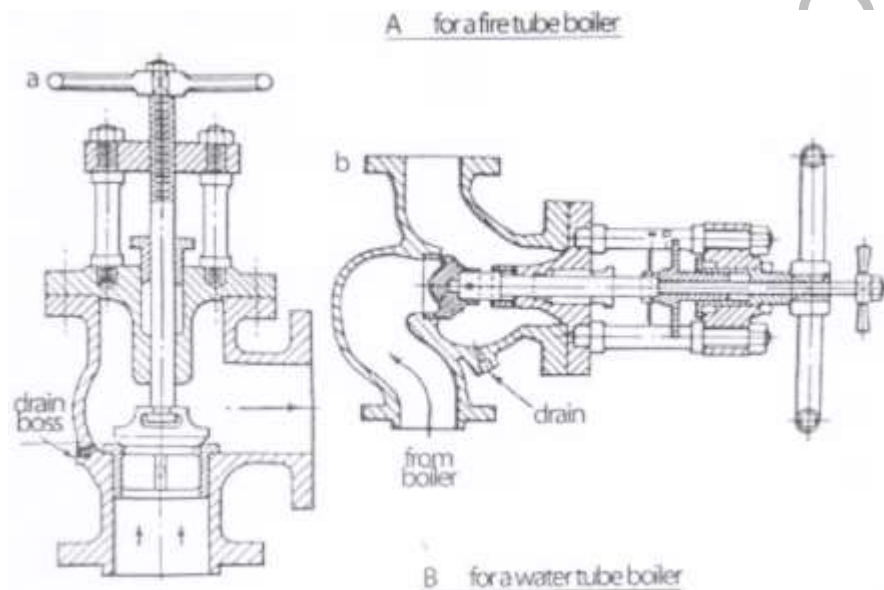 A for a fire tube boiler
a
b
drain
boss
drain
from
boiler
B for a water tube boiler